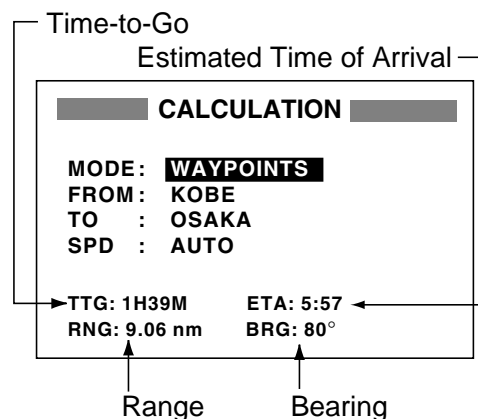 Time-to-Go
Estimated Time of Arrival
CALCULATION
MODE: WAYPOINTS
FROM: KOBE
TO : OSAKA
SPD : AUTO
TTG: 1H39M ETA: 5:57
RNG: 9.06 nm BRG: 80°
Range Bearing